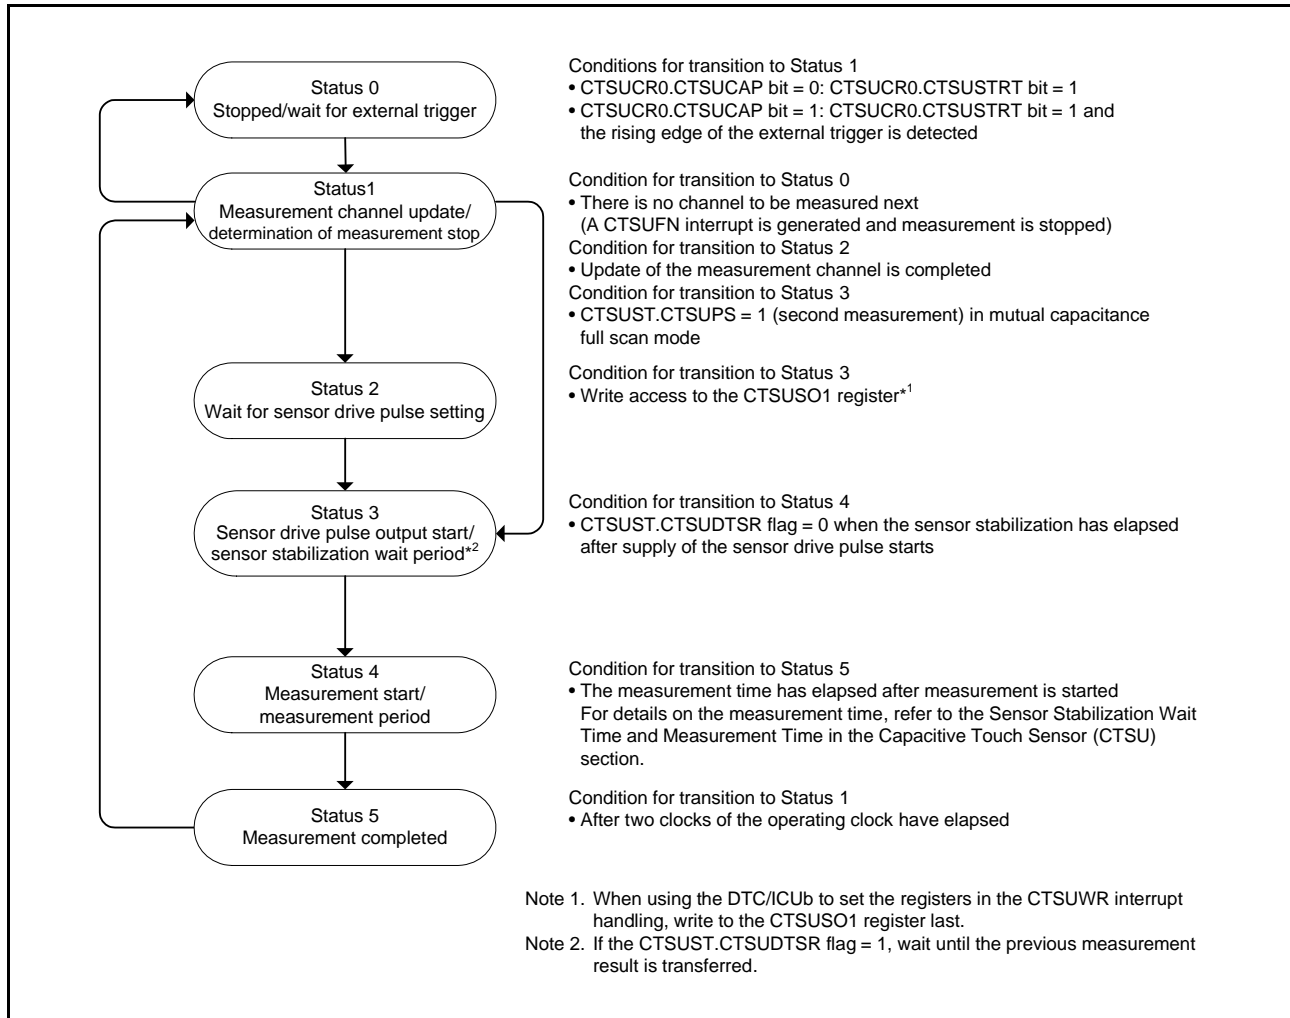 Status 0
Stopped/wait for external trigger
Conditions for transition to Status 1
• CTSUCR0.CTSUCAP bit = 0: CTSUCR0.CTSUSTRT bit = 1
• CTSUCR0.CTSUCAP bit = 1: CTSUCR0.CTSUSTRT bit = 1 and
the rising edge of the external trigger is detected
Status1
Measurement channel update/
determination of measurement stop
Condition for transition to Status 0
• There is no channel to be measured next
(A CTSUFN interrupt is generated and measurement is stopped)
Condition for transition to Status 2
• Update of the measurement channel is completed
Condition for transition to Status 3
• CTSUST.CTSUPS = 1 (second measurement) in mutual capacitance
full scan mode
Status 2
Wait for sensor drive pulse setting
Condition for transition to Status 3
• Write access to the CTSUSO1 register*1
Status 3
Sensor drive pulse output start/
sensor stabilization wait period*2
Condition for transition to Status 4
• CTSUST.CTSUDTSR flag = 0 when the sensor stabilization has elapsed
after supply of the sensor drive pulse starts
Status 4
Measurement start/
measurement period
Condition for transition to Status 5
• The measurement time has elapsed after measurement is started
For details on the measurement time, refer to the Sensor Stabilization Wait
Time and Measurement Time in the Capacitive Touch Sensor (CTSU)
section.
Status 5
Measurement completed
Condition for transition to Status 1
• After two clocks of the operating clock have elapsed
Note 1. When using the DTC/ICUb to set the registers in the CTSUWR interrupt
handling, write to the CTSUSO1 register last.
Note 2. If the CTSUST.CTSUDTSR flag = 1, wait until the previous measurement
result is transferred.